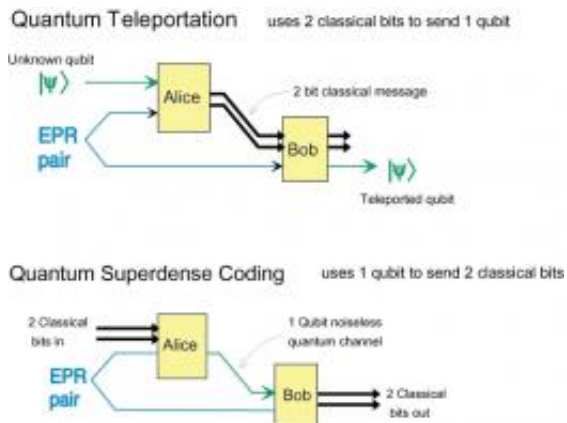 Quantum Teleportation uses 2 classical bits to send 1 qubit
Unknown qubit
|Ψ⟩
Alice
2 bit classical message
EPR
pair
Bob
|Ψ⟩
Teleported qubit
Quantum Superdense Coding uses 1 qubit to send 2 classical bits
2 Classical
bits in
Alice
1 Qubit noiseless
quantum channel
EPR
pair
Bob
2 Classical
bits out